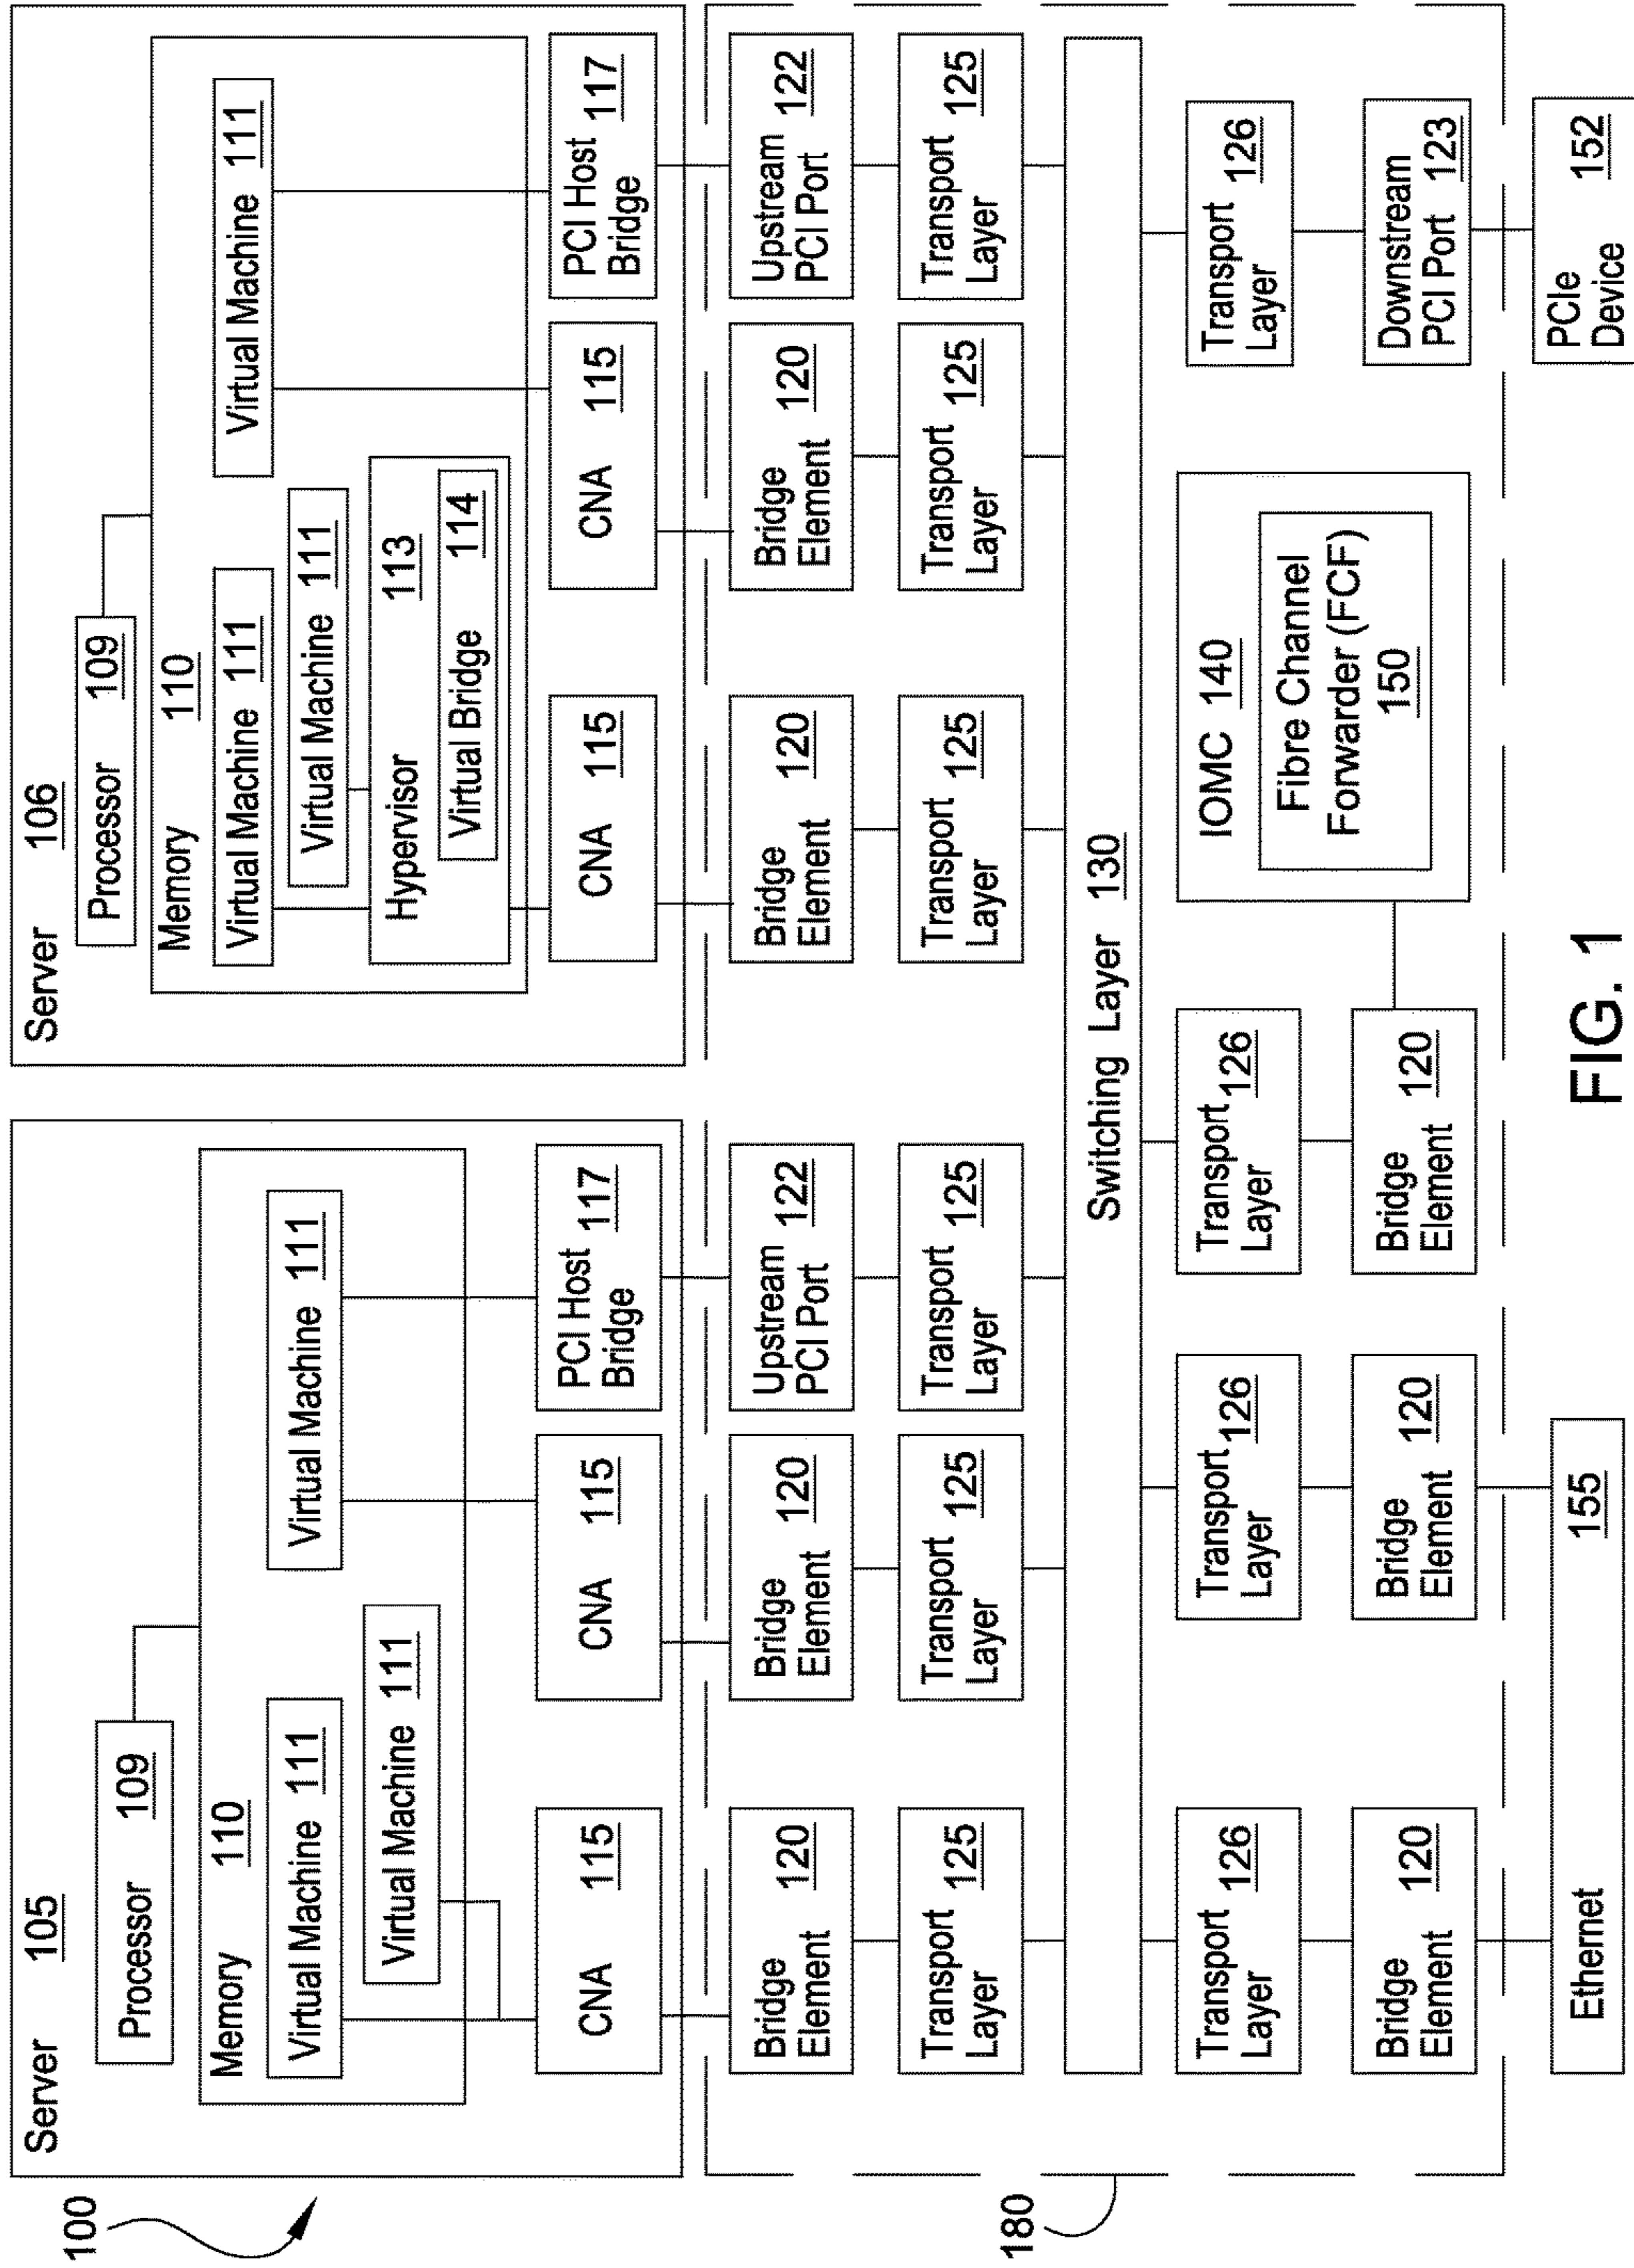 100
Server 105
Processor 109
Memory 110
Virtual Machine 111
Virtual Machine 111
Virtual Machine 111
CNA 115
CNA 115
PCI Host
Bridge 117
Server 106
Processor 109
Memory 110
Virtual Machine 111
Virtual Machine 111
Virtual Machine 111
Hypervisor 113
Virtual Bridge 114
CNA 115
CNA 115
PCI Host
Bridge 117
180
Bridge
Element 120
Bridge
Element 120
Upstream
PCI Port 122
Bridge
Element 120
Bridge
Element 120
Upstream
PCI Port 122
Transport
Layer 125
Transport
Layer 125
Transport
Layer 125
Transport
Layer 125
Transport
Layer 125
Transport
Layer 125
Switching Layer 130
Transport
Layer 126
Transport
Layer 126
Transport
Layer 126
IOMC 140
Fibre Channel
Forwarder (FCF)
150
Transport
Layer 126
Bridge
Element 120
Bridge
Element 120
Bridge
Element 120
Downstream
PCI Port 123
Ethernet 155
PCIe
Device 152
FIG. 1